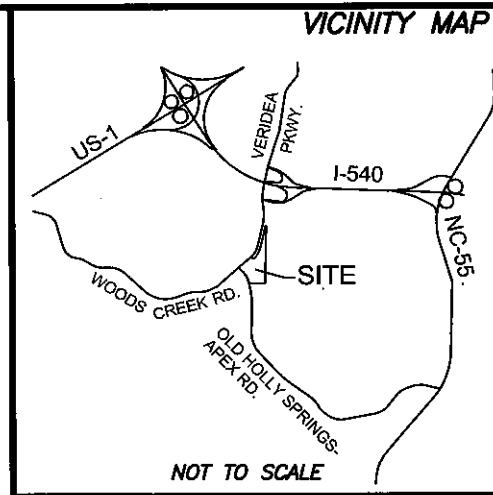 VICINITY MAP
US-1
VERIDEA
PKWY.
I-540
NC-55.
SITE
WOODS CREEK RD.
OLD HOLLY SPRINGS-
APEX RD.
NOT TO SCALE